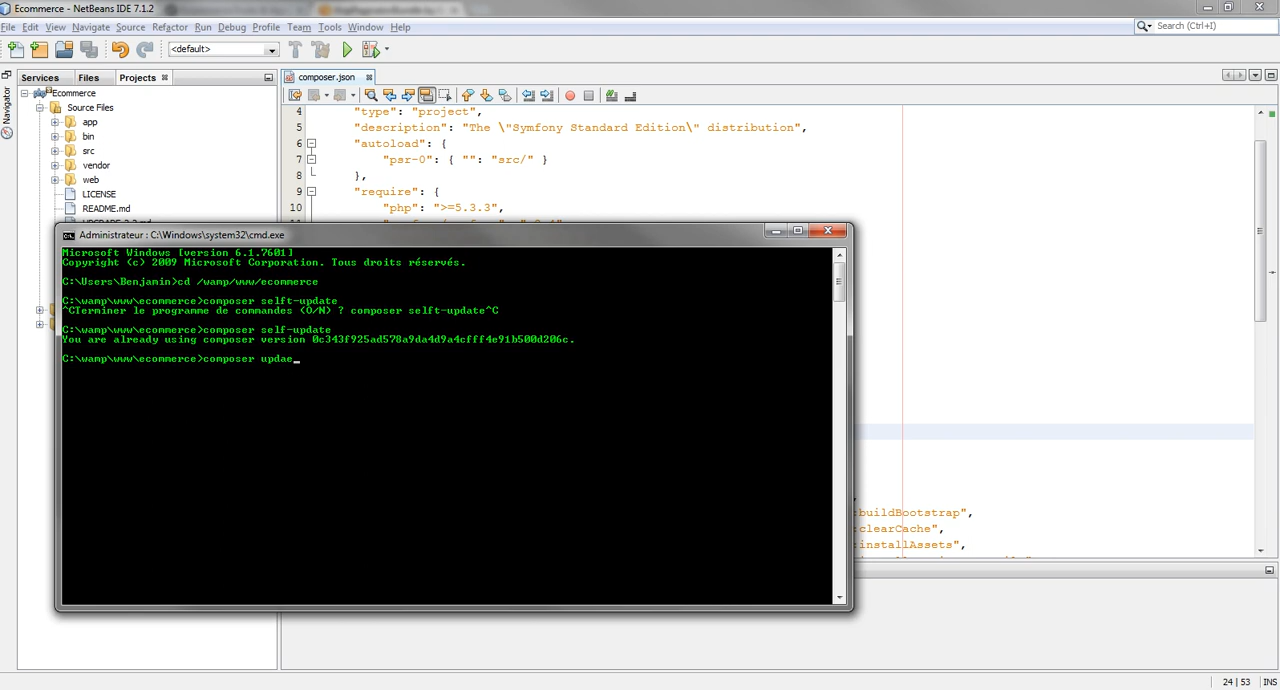 Ecommerce - NetBeans IDE 7.1.2
File Edit View Navigate Source Refactor Run Debug Profile Team Tools Window Help
Search (Ctrl+I)
<default>
Services Files Projects
composer.json
Navigator
Ecommerce
Source Files
app
bin
src
vendor
web
LICENSE
README.md
UPGRADE-2.2.md
4 "type": "project",
5 "description": "The \"Symfony Standard Edition\" distribution",
6 "autoload": {
7 "psr-0": { "": "src/" }
8 },
9 "require": {
10 "php": ">=5.3.3",
Administrateur : C:\Windows\system32\cmd.exe
Microsoft Windows [version 6.1.7601]
Copyright (c) 2009 Microsoft Corporation. Tous droits réservés.
C:\Users\Benjamin>cd /wamp/www/ecommerce
C:\wamp\www\ecommerce>composer selft-update
^CTerminer le programme de commandes (O/N) ? composer selft-update^C
C:\wamp\www\ecommerce>composer self-update
You are already using composer version 0c343f925ad578a9da4d9a4cfff4e91b500d206c.
C:\wamp\www\ecommerce>composer updae_
:buildBootstrap",
:clearCache",
:installAssets",
24 | 53 INS